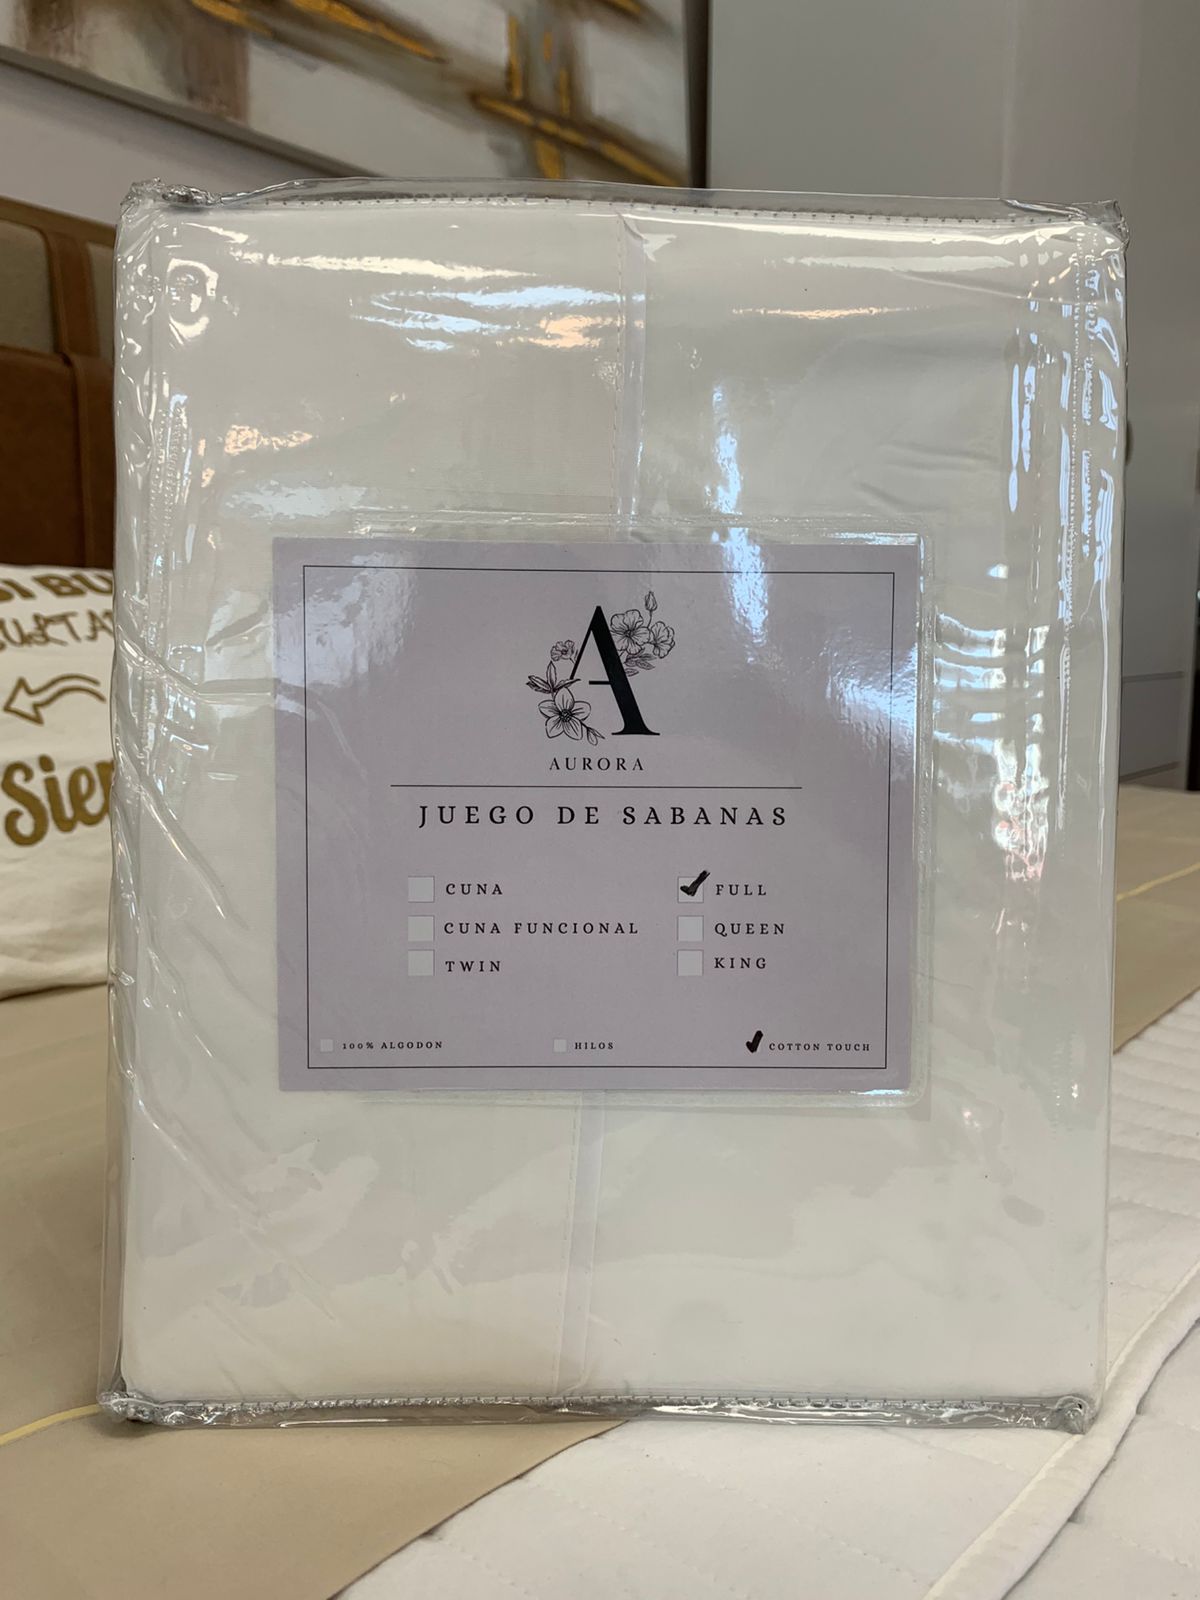 A
AURORA
JUEGO DE SABANAS
CUNA
FULL
CUNA FUNCIONAL
QUEEN
TWIN
KING
100% ALGODON
HILOS
COTTON TOUCH